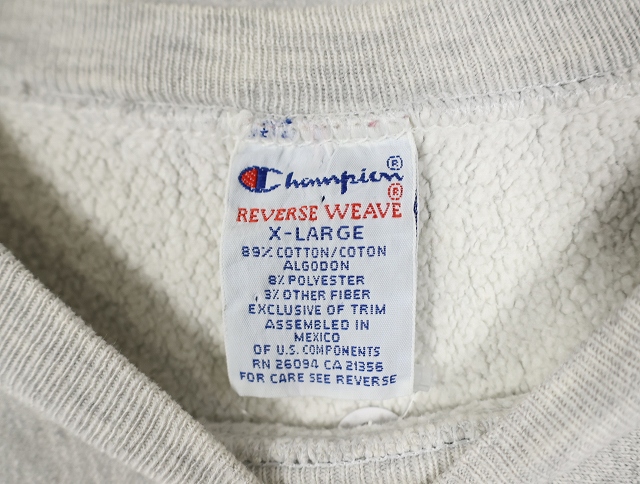 Champion®
REVERSE WEAVE®
X-LARGE
89% COTTON/COTON
ALGODON
8% POLYESTER
3% OTHER FIBER
EXCLUSIVE OF TRIM
ASSEMBLED IN
MEXICO
OF U.S. COMPONENTS
RN 26094 CA 21356
FOR CARE SEE REVERSE